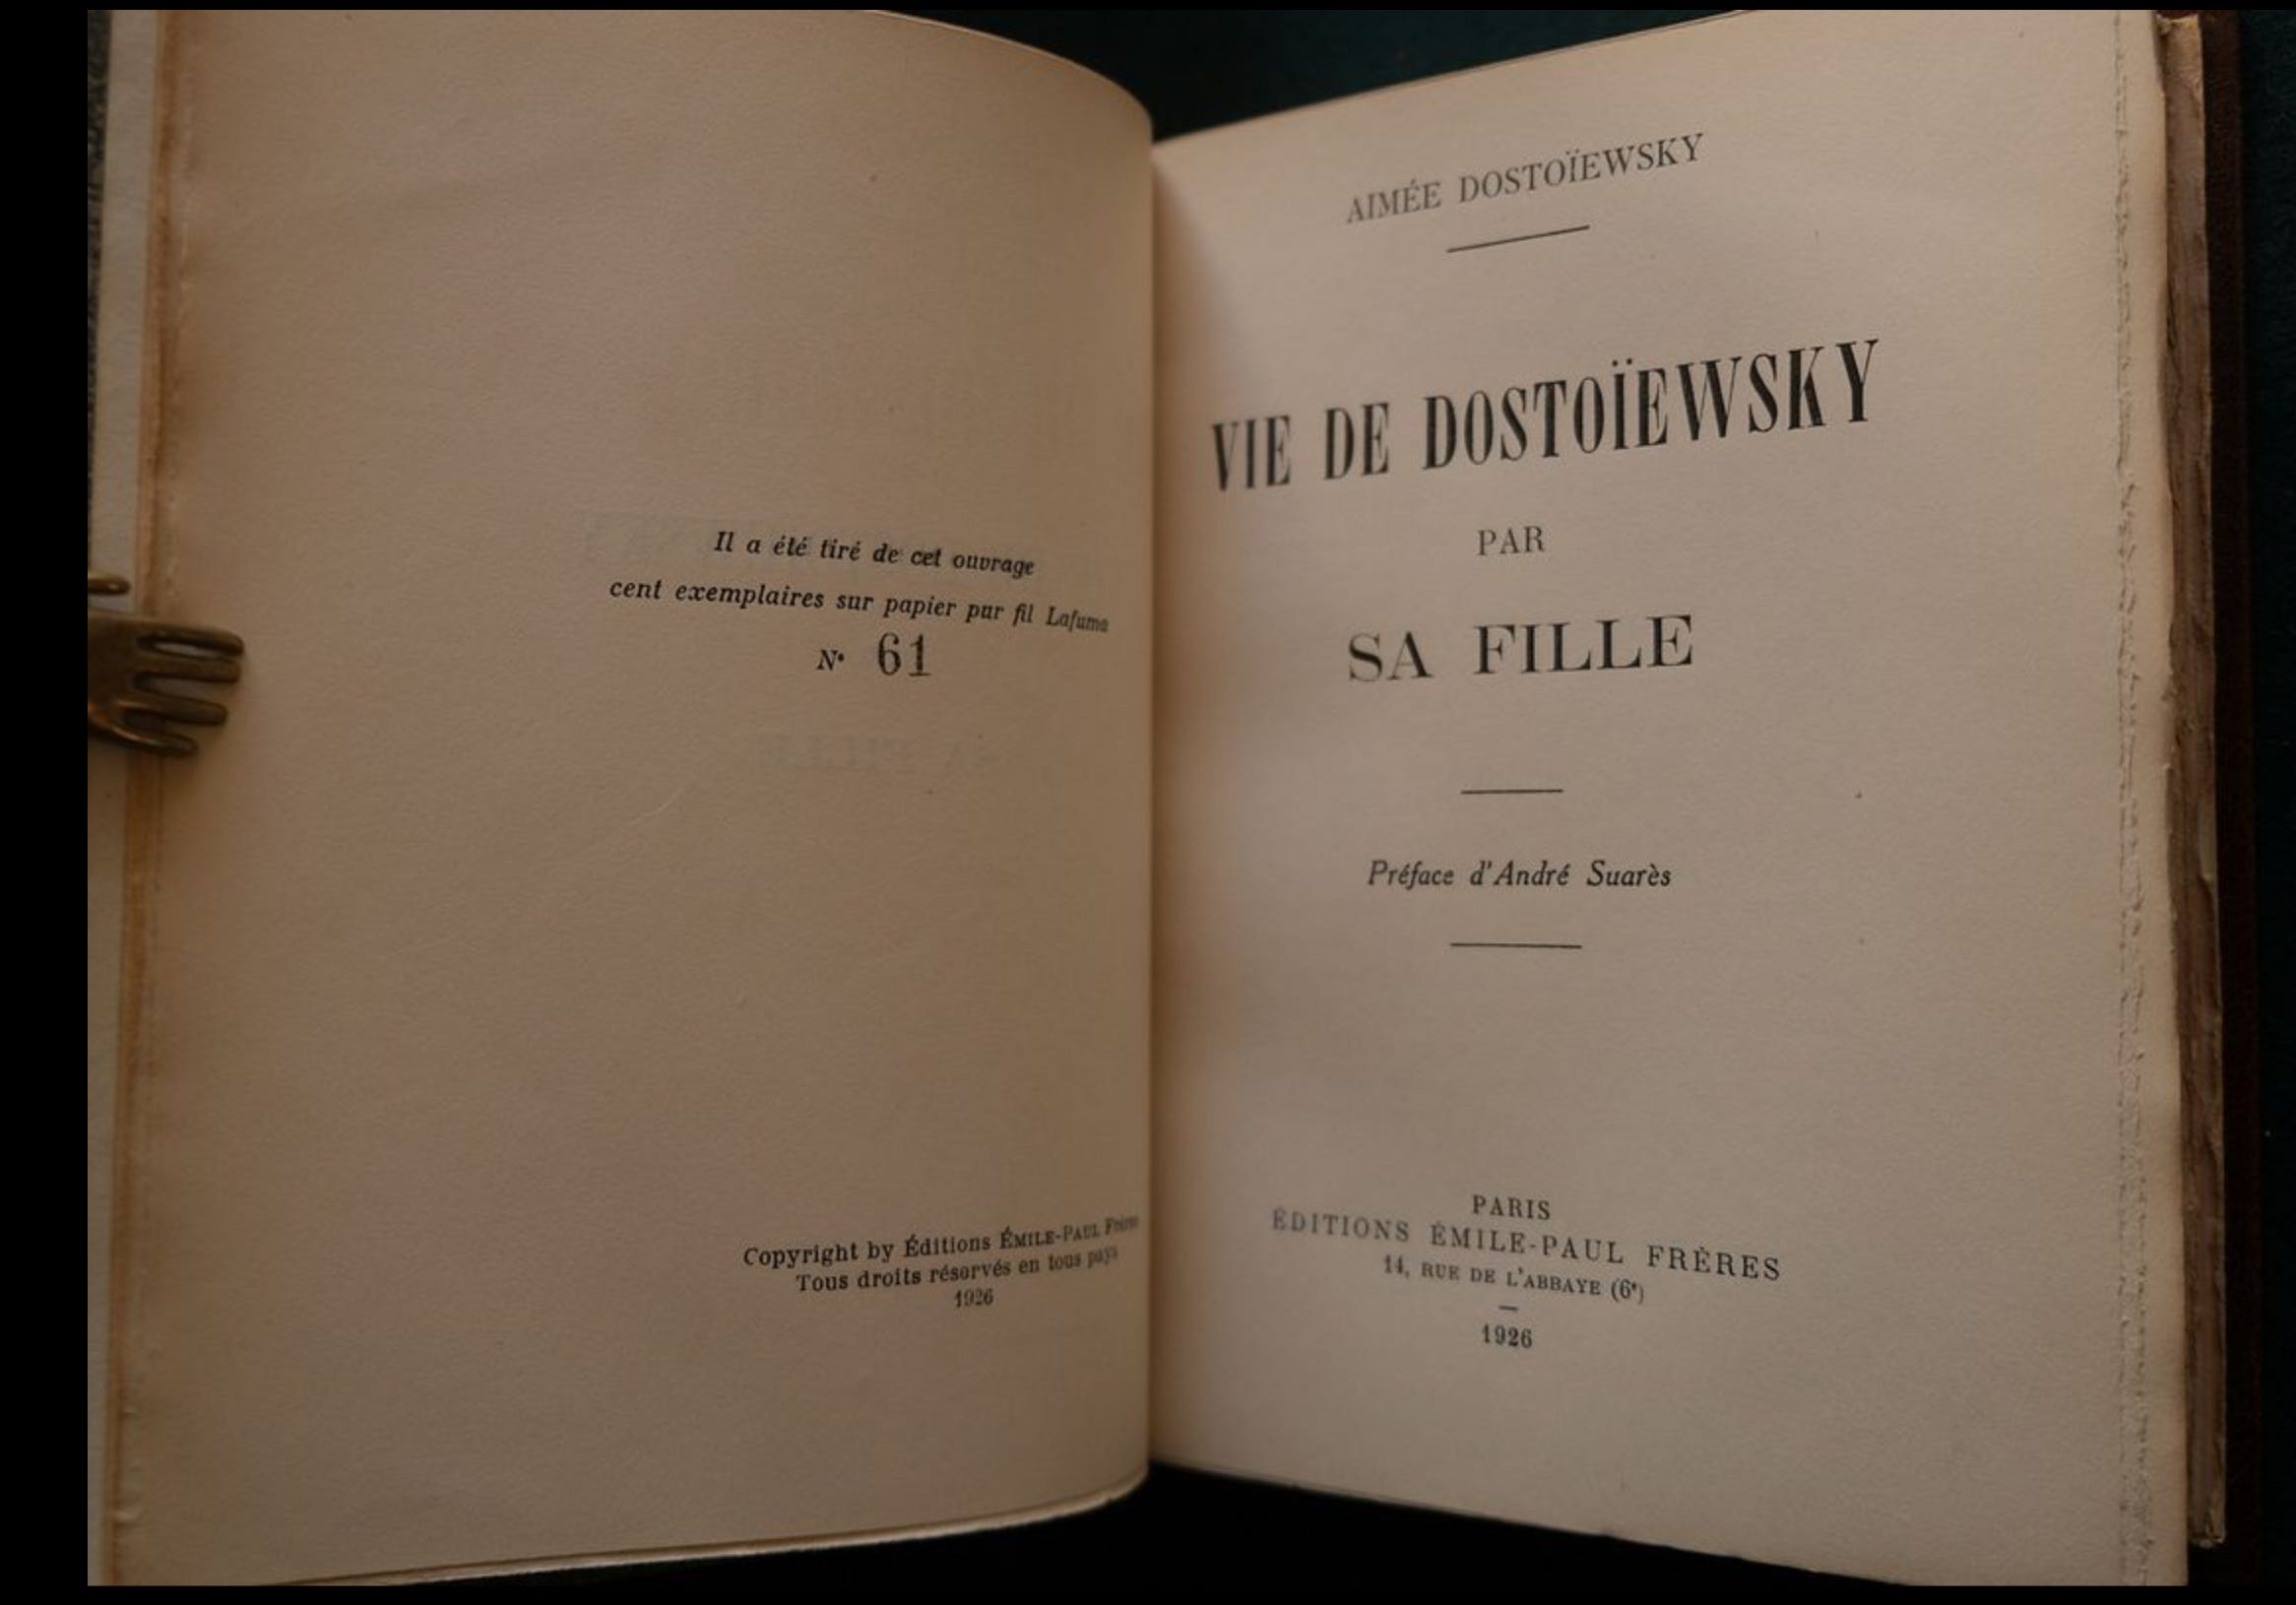 Il a été tiré de cet ouvrage
cent exemplaires sur papier pur fil Lafuma
N° 61
Copyright by Éditions ÉMILE-PAUL Frères
Tous droits résorvés en tous pays
1926
AIMÉE DOSTOÏEWSKY
VIE DE DOSTOÏEWSKY
PAR
SA FILLE
Préface d'André Suarès
PARIS
ÉDITIONS ÉMILE-PAUL FRÈRES
14, RUE DE L'ABBAYE (6e)
1926